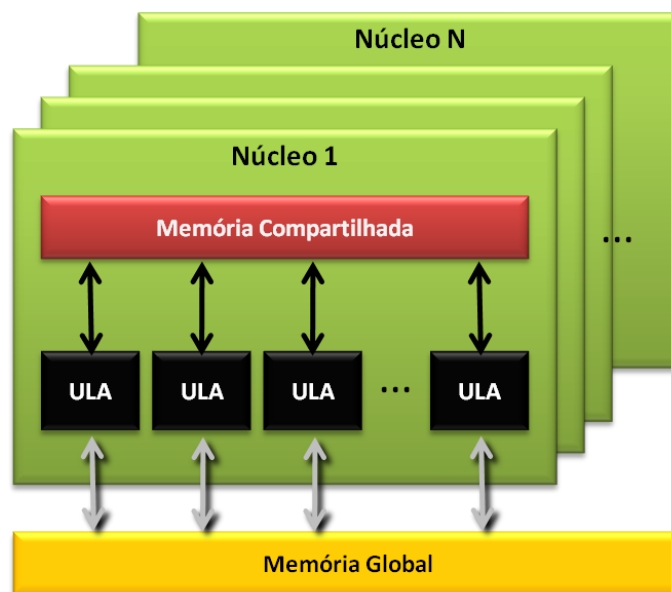 Núcleo N
Núcleo 1
Memória Compartilhada
...
ULA ULA ULA ... ULA
Memória Global